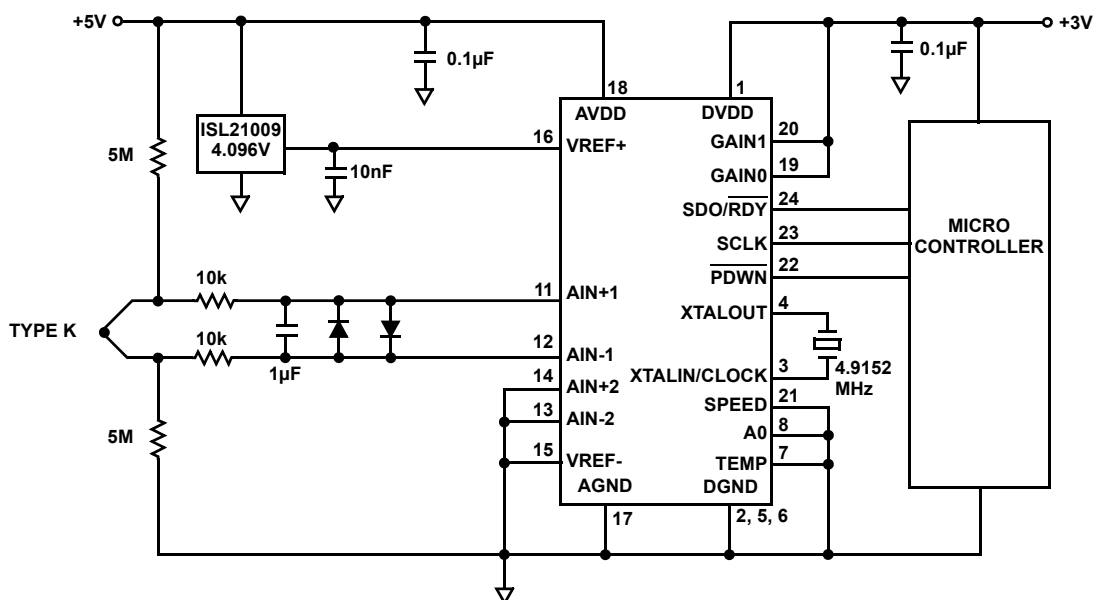 +5V
+3V
0.1µF
0.1µF
18
1
AVDD
DVDD
ISL21009
4.096V
16
VREF+
GAIN1
20
5M
10nF
GAIN0
19
SDO/RDY
24
SCLK
23
MICRO
CONTROLLER
PDWN
22
10k
11
AIN+1
XTALOUT
4
TYPE K
10k
12
AIN-1
1µF
4.9152
MHz
14
AIN+2
XTALIN/CLOCK
3
13
AIN-2
SPEED
21
5M
A0
8
15
VREF-
TEMP
7
AGND
DGND
17
2, 5, 6